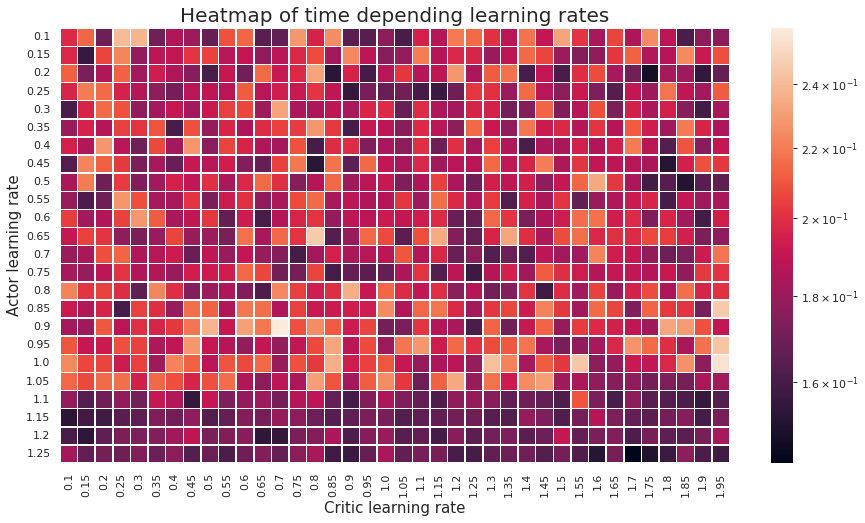 Heatmap of time depending learning rates
Actor learning rate
0.1
0.15
0.2
0.25
0.3
0.35
0.4
0.45
0.5
0.55
0.6
0.65
0.7
0.75
0.8
0.85
0.9
0.95
1.0
1.05
1.1
1.15
1.2
1.25
0.1 0.15 0.2 0.25 0.3 0.35 0.4 0.45 0.5 0.55 0.6 0.65 0.7 0.75 0.8 0.85 0.9 0.95 1.0 1.05 1.1 1.15 1.2 1.25 1.3 1.35 1.4 1.45 1.5 1.55 1.6 1.65 1.7 1.75 1.8 1.85 1.9 1.95
Critic learning rate
2.4 × 10⁻¹
2.2 × 10⁻¹
2 × 10⁻¹
1.8 × 10⁻¹
1.6 × 10⁻¹